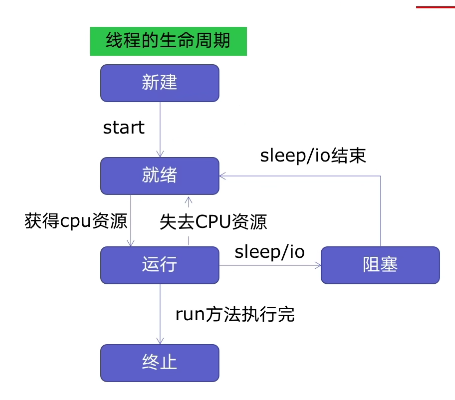 线程的生命周期
新建
start
sleep/io结束
就绪
获得cpu资源
失去CPU资源
sleep/io
运行
阻塞
run方法执行完
终止